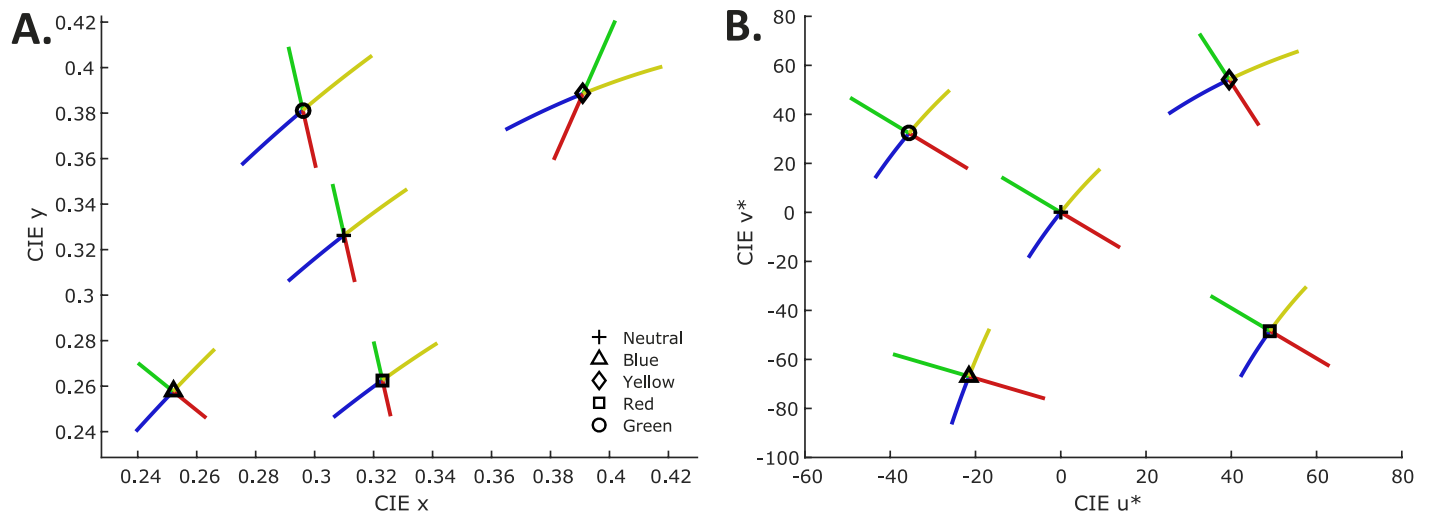 A.
0.42
0.4
0.38
0.36
0.34
0.32
0.3
0.28
0.26
0.24
CIE y
0.24 0.26 0.28 0.3 0.32 0.34 0.36 0.38 0.4 0.42
CIE x
Neutral
Blue
Yellow
Red
Green
B.
80
60
40
20
0
-20
-40
-60
-80
-100
CIE v*
-60 -40 -20 0 20 40 60 80
CIE u*